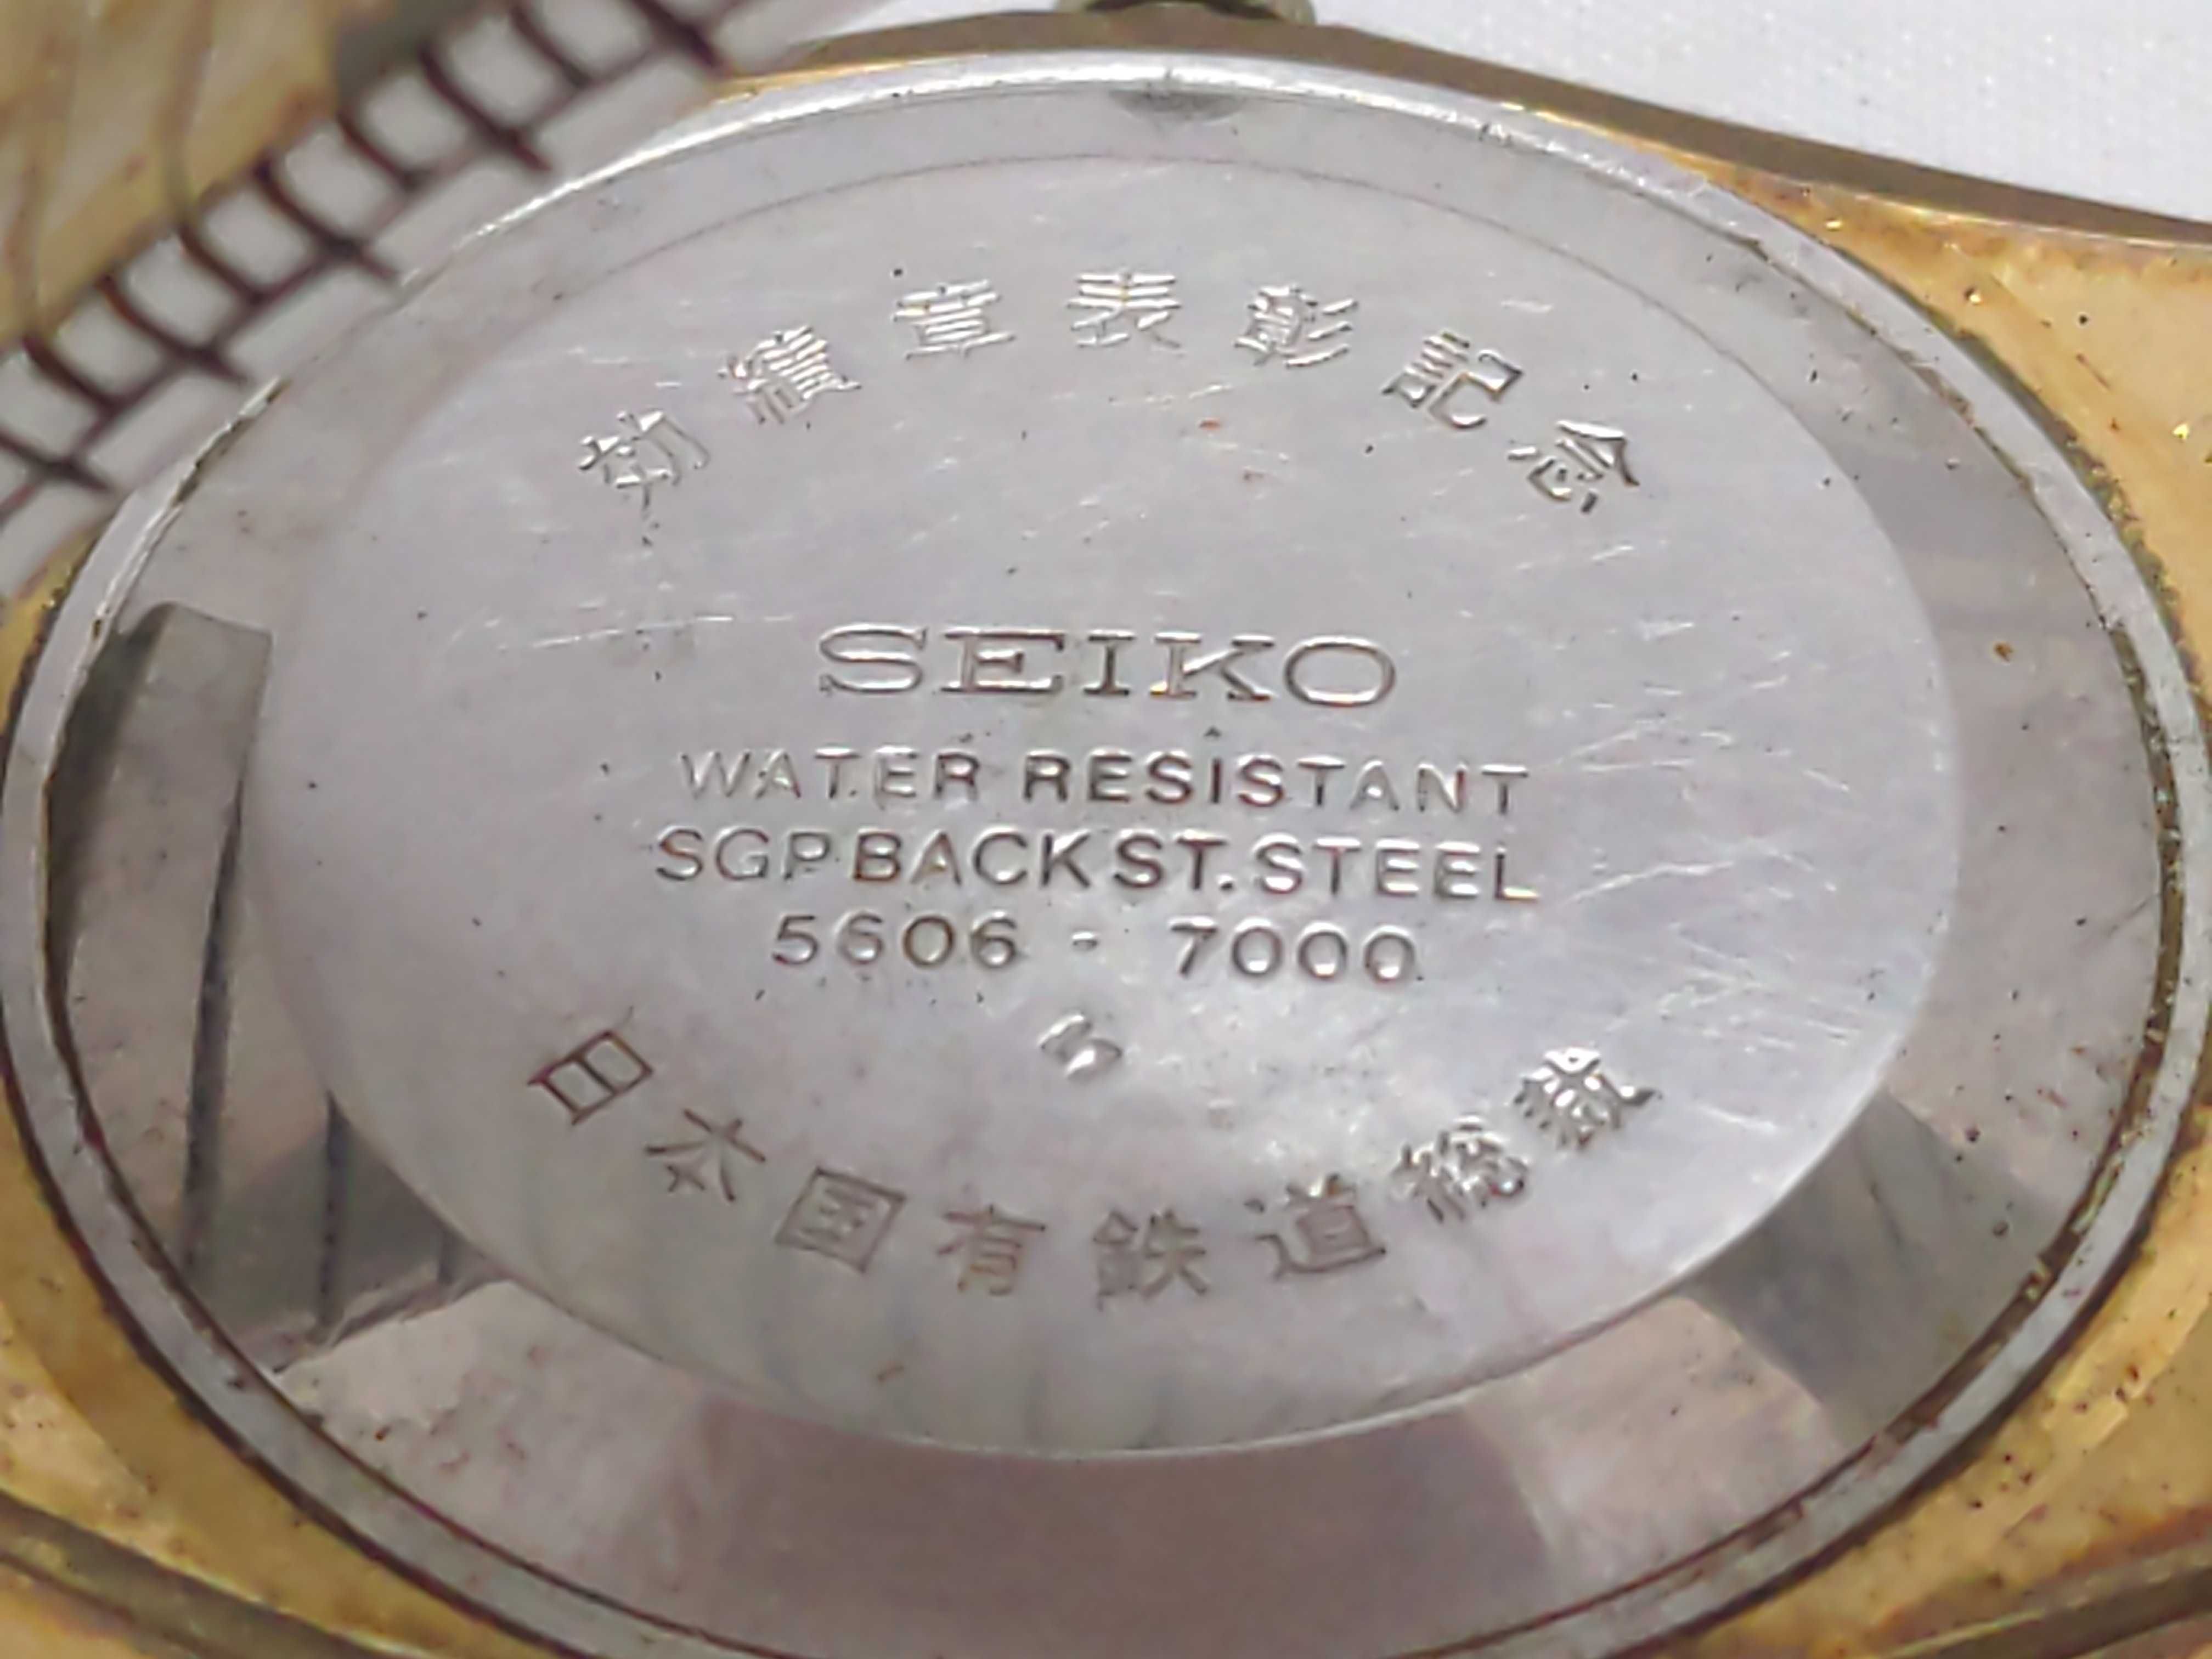 効績章表彰記念
SEIKO
WATER RESISTANT
SGP BACK ST. STEEL
5606 - 7000
日本国有鉄道総裁